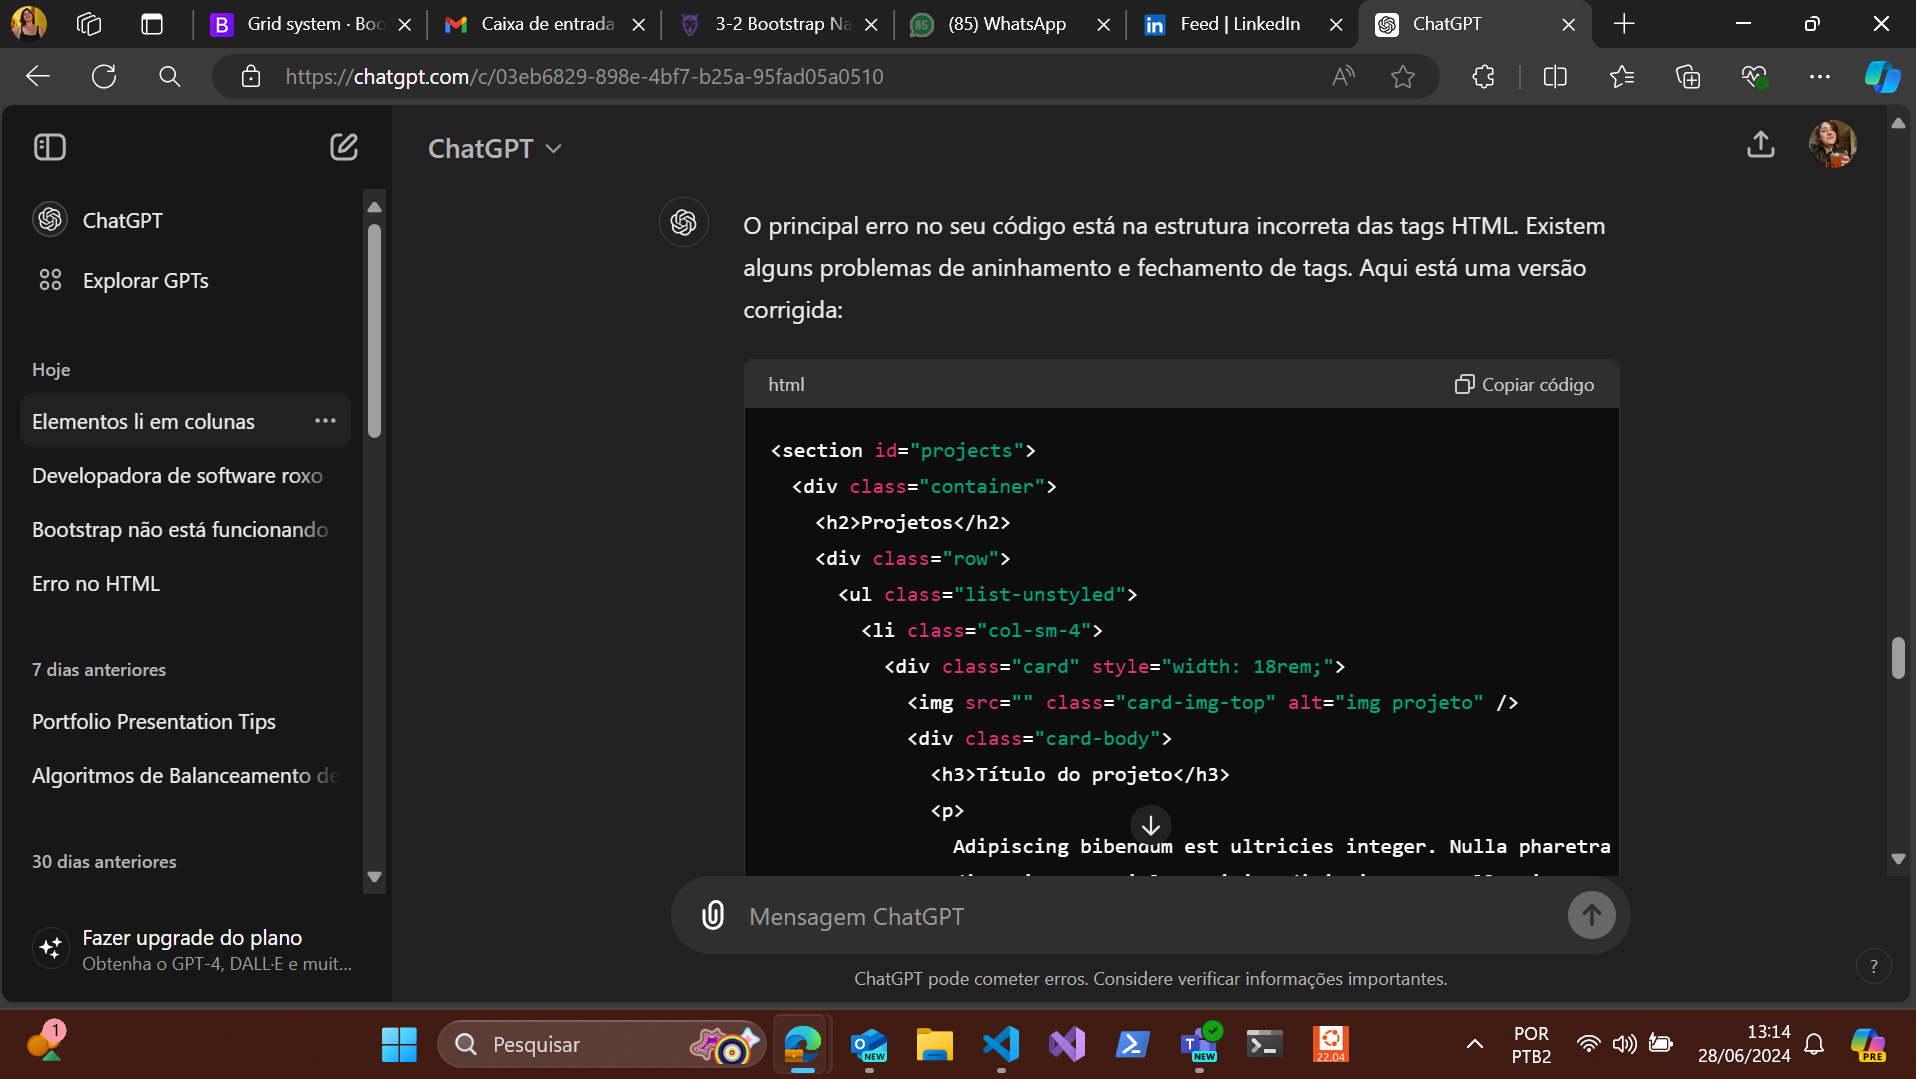 Grid system · Boo
Caixa de entrada
3-2 Bootstrap Na
(85) WhatsApp
Feed | LinkedIn
ChatGPT
https://chatgpt.com/c/03eb6829-898e-4bf7-b25a-95fad05a0510
ChatGPT
ChatGPT
Explorar GPTs
Hoje
Elementos li em colunas
Developadora de software roxo
Bootstrap não está funcionando
Erro no HTML
7 dias anteriores
Portfolio Presentation Tips
Algoritmos de Balanceamento de
30 dias anteriores
Fazer upgrade do plano
Obtenha o GPT-4, DALL·E e muit...
O principal erro no seu código está na estrutura incorreta das tags HTML. Existem
alguns problemas de aninhamento e fechamento de tags. Aqui está uma versão
corrigida:
html
Copiar código
<section id="projects">
<div class="container">
<h2>Projetos</h2>
<div class="row">
<ul class="list-unstyled">
<li class="col-sm-4">
<div class="card" style="width: 18rem;">
<img src="" class="card-img-top" alt="img projeto" />
<div class="card-body">
<h3>Título do projeto</h3>
<p>
Adipiscing bibendum est ultricies integer. Nulla pharetra
Mensagem ChatGPT
ChatGPT pode cometer erros. Considere verificar informações importantes.
?
1
Pesquisar
NEW
NEW
22.04
POR
PTB2
13:14
28/06/2024
PRE